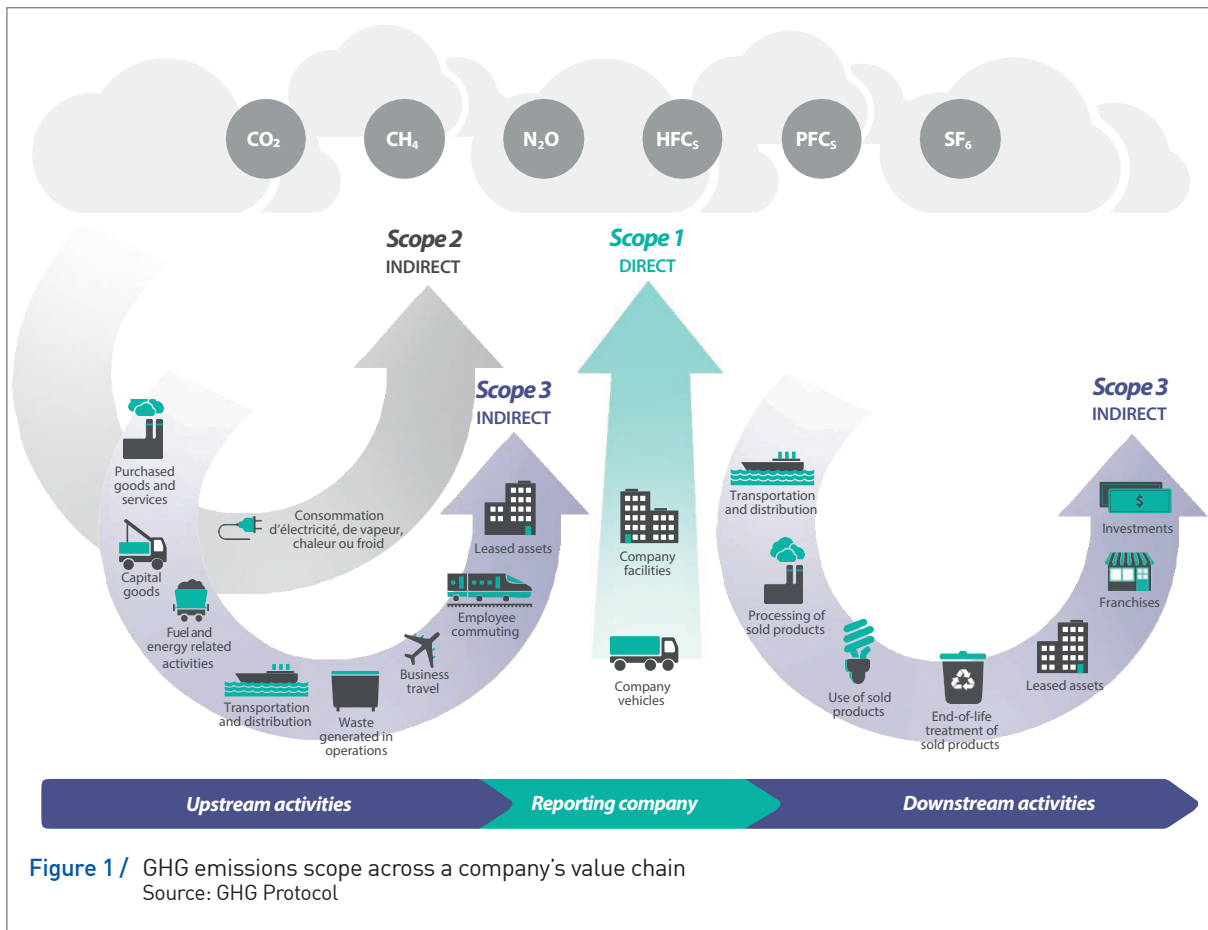 CO₂
CH₄
N₂O
HFCₛ
PFCₛ
SF₆
Scope 2
INDIRECT
Scope 1
DIRECT
Scope 3
INDIRECT
Scope 3
INDIRECT
Purchased
goods and
services
Capital
goods
Fuel and
energy related
activities
Transportation
and distribution
Waste
generated in
operations
Business
travel
Employee
commuting
Leased assets
Consommation
d'électricité, de vapeur,
chaleur ou froid
Company
facilities
Company
vehicles
Transportation
and distribution
Processing of
sold products
Use of sold
products
End-of-life
treatment of
sold products
Leased assets
Franchises
$
Investments
Upstream activities
Reporting company
Downstream activities
Figure 1 / GHG emissions scope across a company's value chain
Source: GHG Protocol